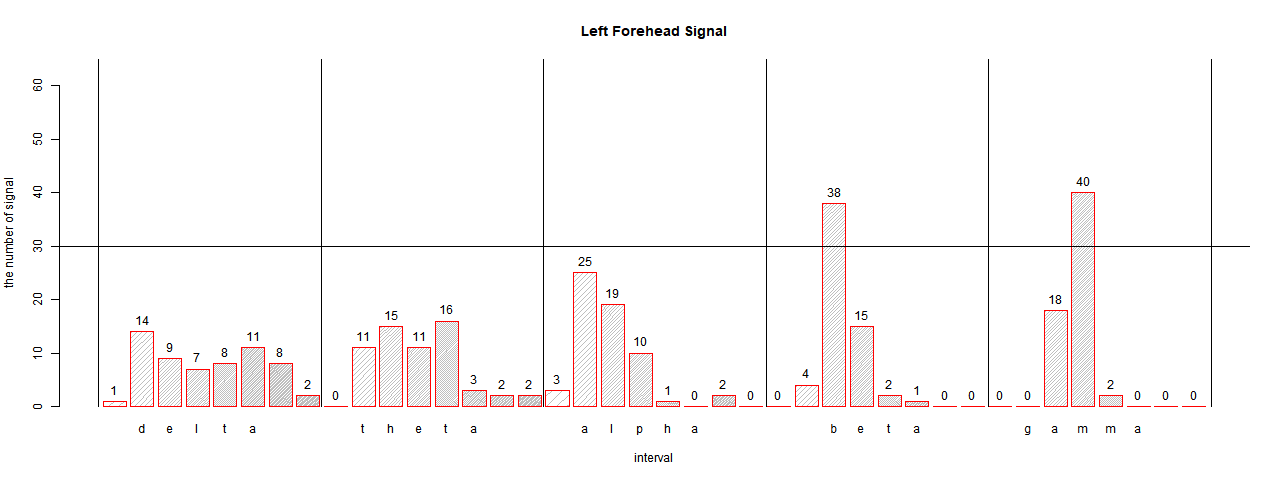 Left Forehead Signal
the number of signal
60
50
40
30
20
10
0
1 14 9 7 8 11 8 2 0 11 15 11 16 3 2 2 3 25 19 10 1 0 2 0 0 4 38 15 2 1 0 0 0 0 18 40 2 0 0 0
d e l t a t h e t a a l p h a b e t a g a m m a
interval